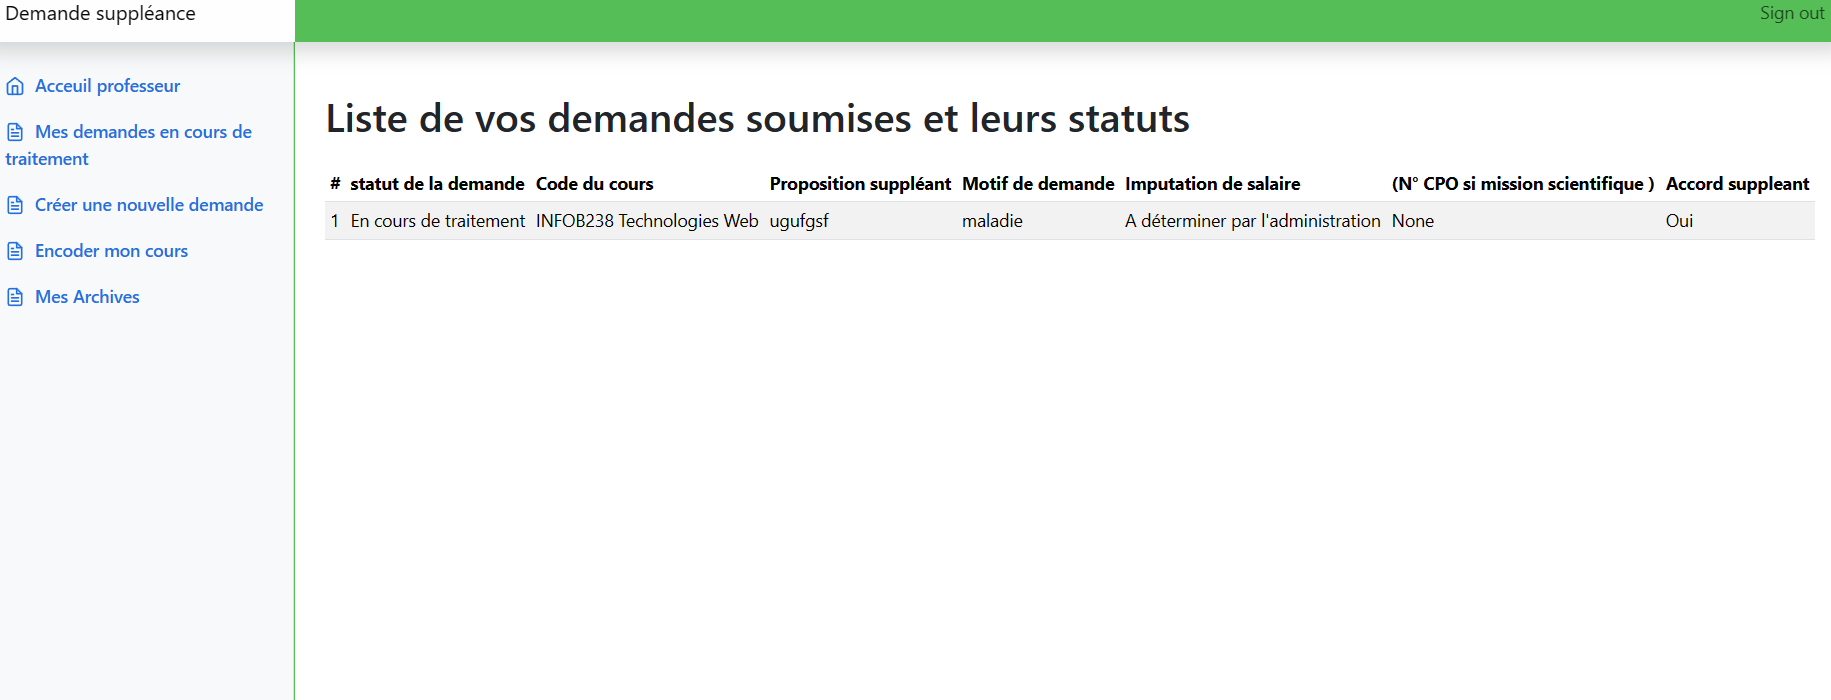 Demande suppléance
Sign out
Acceuil professeur
Mes demandes en cours de
traitement
Créer une nouvelle demande
Encoder mon cours
Mes Archives
Liste de vos demandes soumises et leurs statuts
# statut de la demande Code du cours Proposition suppléant Motif de demande Imputation de salaire (N° CPO si mission scientifique ) Accord suppleant
1 En cours de traitement INFOB238 Technologies Web ugufgsf maladie A déterminer par l'administration None Oui